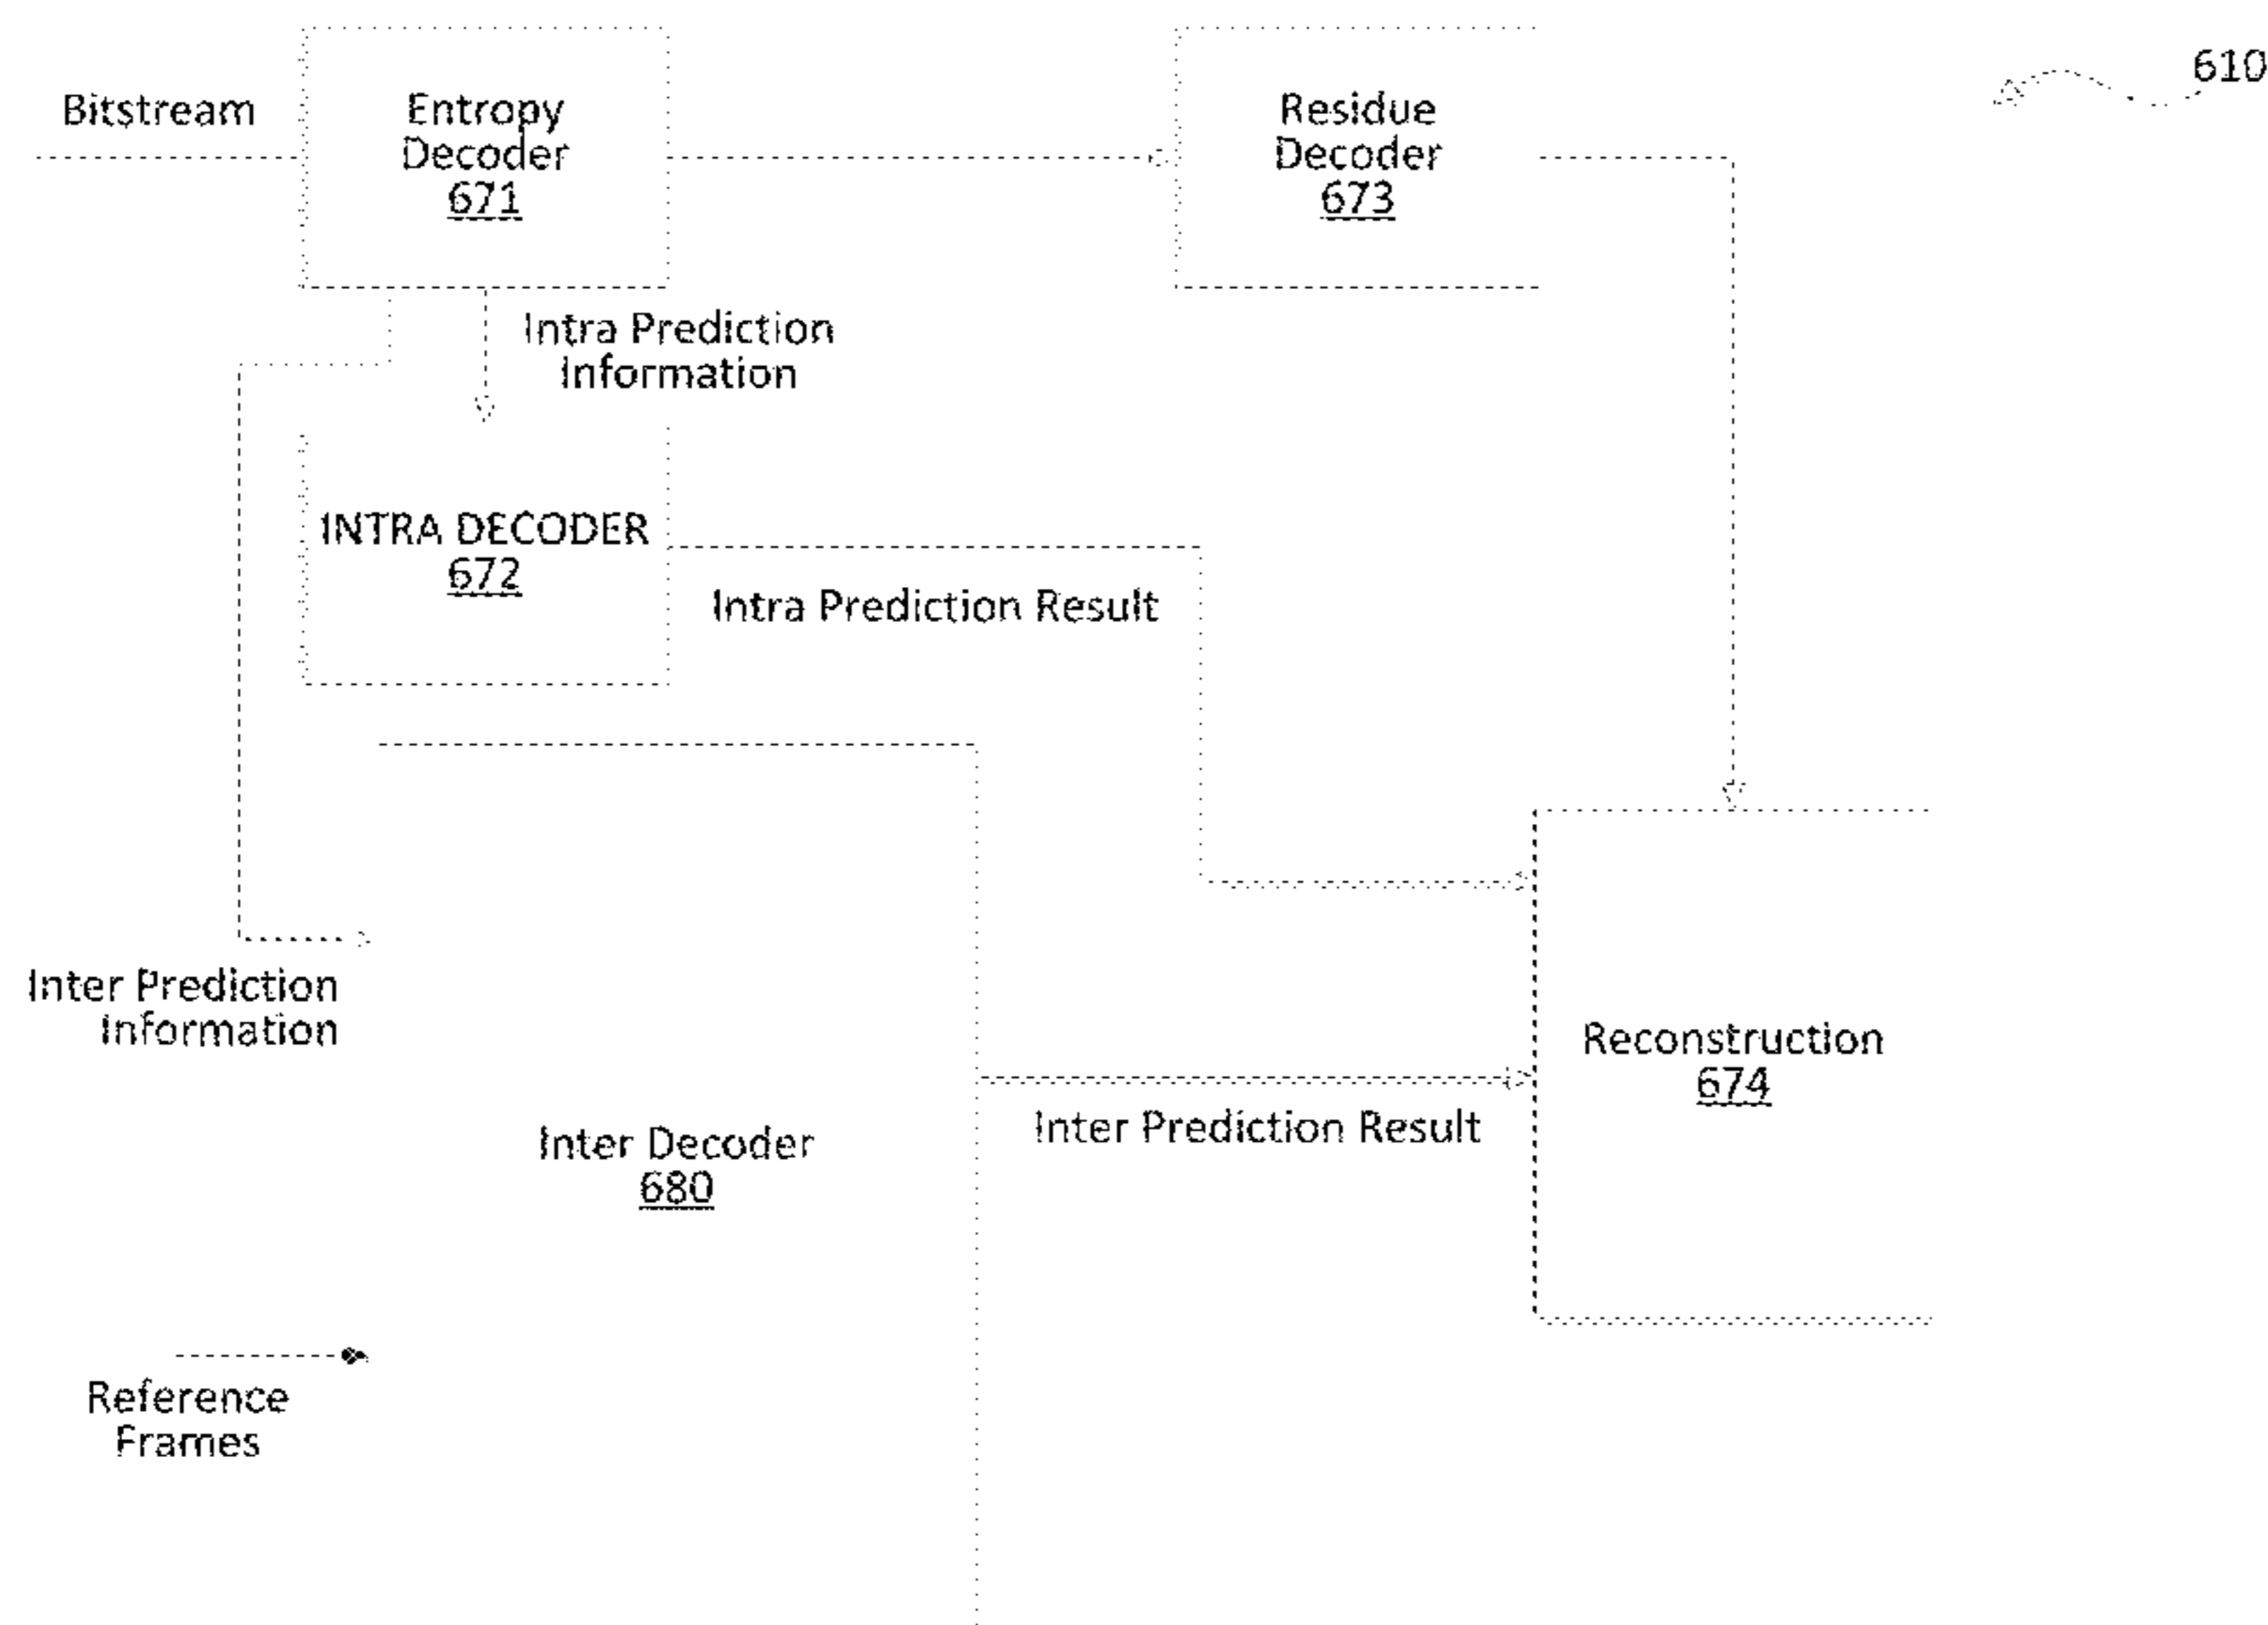 610
Bitstream
Entropy
Decoder
671
Residue
Decoder
673
Intra Prediction
Information
INTRA DECODER
672
Intra Prediction Result
Inter Prediction
Information
Reconstruction
674
Inter Decoder
680
Inter Prediction Result
Reference
Frames